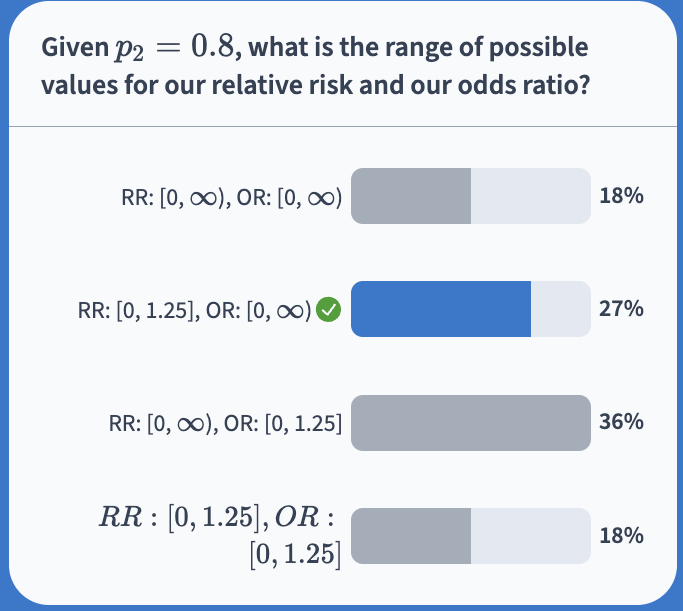 Given p₂ = 0.8, what is the range of possible
values for our relative risk and our odds ratio?
RR: [0, ∞), OR: [0, ∞) 18%
RR: [0, 1.25], OR: [0, ∞) 27%
RR: [0, ∞), OR: [0, 1.25] 36%
RR : [0, 1.25], OR :
[0, 1.25] 18%